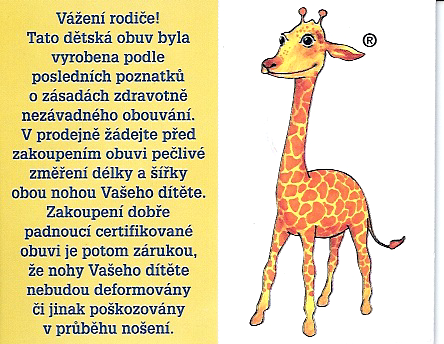 Vážení rodiče!
Tato dětská obuv byla
vyrobena podle
posledních poznatků
o zásadách zdravotně
nezávadného obouvání.
V prodejně žádejte před
zakoupením obuvi pečlivé
změření délky a šířky
obou nohou Vašeho dítěte.
Zakoupení dobře
padnoucí certifikované
obuvi je potom zárukou,
že nohy Vašeho dítěte
nebudou deformovány
či jinak poškozovány
v průběhu nošení.
®